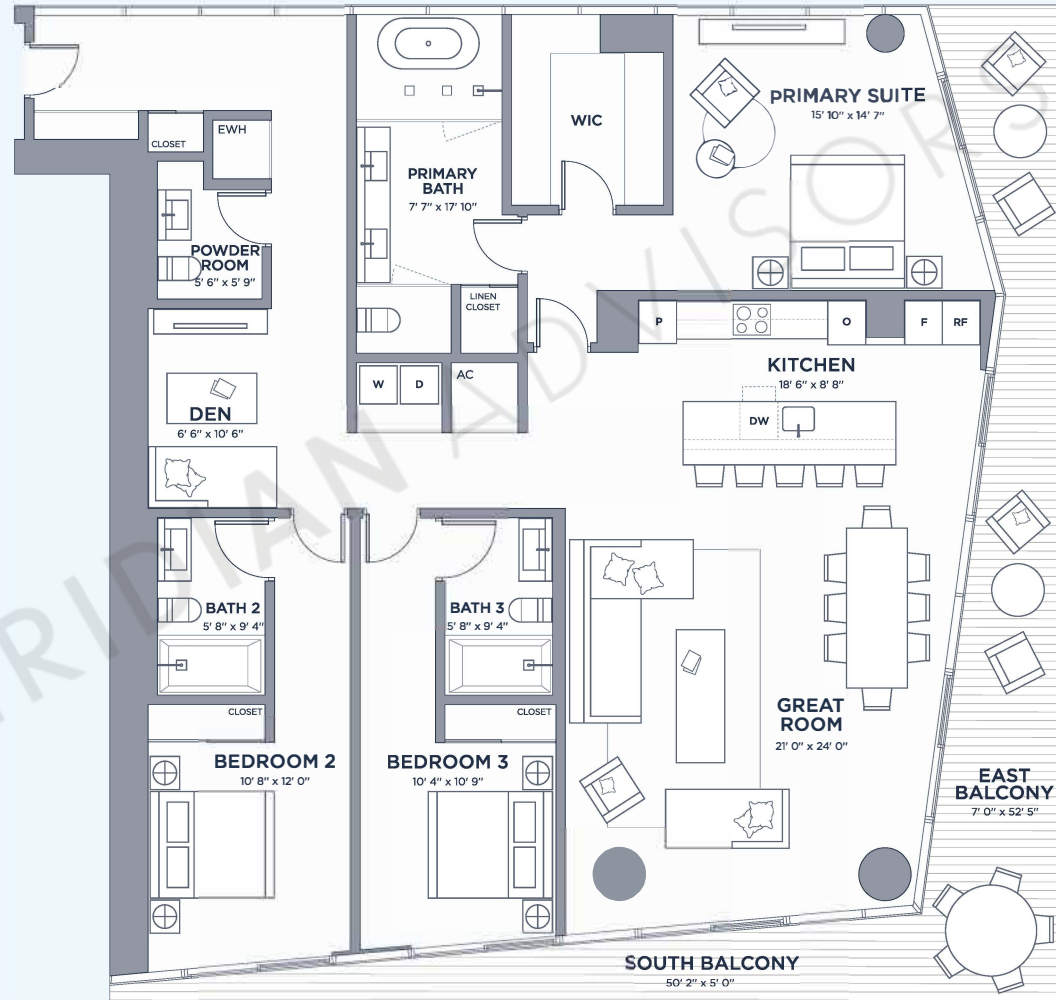 EWH
CLOSET
WIC
PRIMARY SUITE
15' 10" x 14' 7"
PRIMARY
BATH
7' 7" x 17' 10"
POWDER
ROOM
5' 6" x 5' 9"
LINEN
CLOSET
P
O
F
RF
KITCHEN
18' 6" x 8' 8"
W
D
AC
DEN
6' 6" x 10' 6"
DW
BATH 2
5' 8" x 9' 4"
BATH 3
5' 8" x 9' 4"
CLOSET
CLOSET
GREAT
ROOM
21' 0" x 24' 0"
BEDROOM 2
10' 8" x 12' 0"
BEDROOM 3
10' 4" x 10' 9"
EAST
BALCONY
7' 0" x 52' 5"
SOUTH BALCONY
50' 2" x 5' 0"
RIDIAN ADVISORS